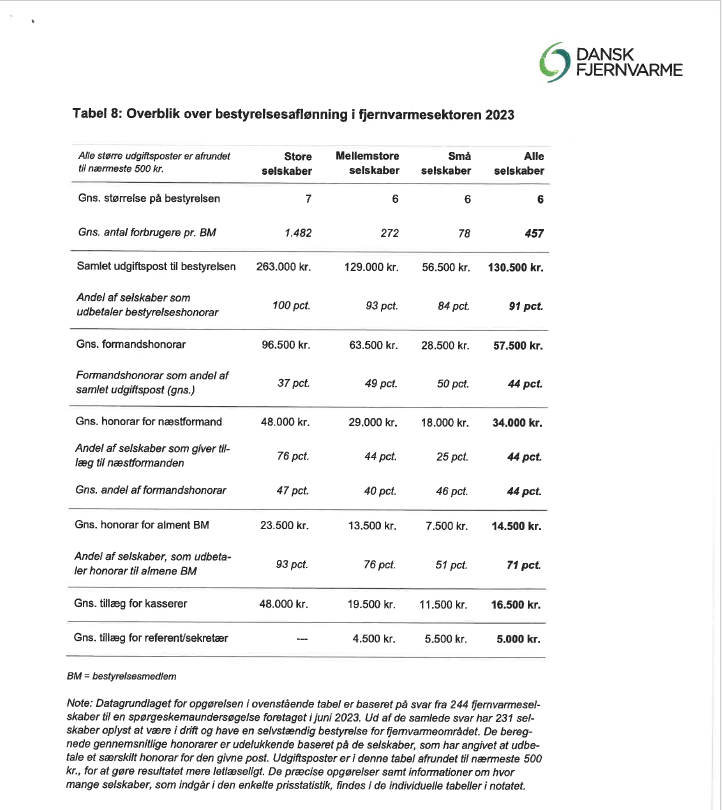 DANSK
FJERNVARME
Tabel 8: Overblik over bestyrelsesaflønning i fjernvarmesektoren 2023
Alle større udgiftsposter er afrundet
til nærmeste 500 kr.
Store
selskaber
Mellemstore
selskaber
Små
selskaber
Alle
selskaber
Gns. størrelse på bestyrelsen 7 6 6 6
Gns. antal forbrugere pr. BM 1.482 272 78 457
Samlet udgiftspost til bestyrelsen 263.000 kr. 129.000 kr. 56.500 kr. 130.500 kr.
Andel af selskaber som
udbetaler bestyrelseshonorar 100 pct. 93 pct. 84 pct. 91 pct.
Gns. formandshonorar 96.500 kr. 63.500 kr. 28.500 kr. 57.500 kr.
Formandshonorar som andel af
samlet udgiftspost (gns.) 37 pct. 49 pct. 50 pct. 44 pct.
Gns. honorar for næstformand 48.000 kr. 29.000 kr. 18.000 kr. 34.000 kr.
Andel af selskaber som giver til-
læg til næstformanden 76 pct. 44 pct. 25 pct. 44 pct.
Gns. andel af formandshonorar 47 pct. 40 pct. 46 pct. 44 pct.
Gns. honorar for alment BM 23.500 kr. 13.500 kr. 7.500 kr. 14.500 kr.
Andel af selskaber, som udbeta-
ler honorar til almene BM 93 pct. 76 pct. 51 pct. 71 pct.
Gns. tillæg for kasserer 48.000 kr. 19.500 kr. 11.500 kr. 16.500 kr.
Gns. tillæg for referent/sekretær --- 4.500 kr. 5.500 kr. 5.000 kr.
BM = bestyrelsesmedlem
Note: Datagrundlaget for opgørelsen i ovenstående tabel er baseret på svar fra 244 fjernvarmesel-
skaber til en spørgeskemaundersøgelse foretaget i juni 2023. Ud af de samlede svar har 231 sel-
skaber oplyst at være i drift og have en selvstændig bestyrelse for fjernvarmeområdet. De bereg-
nede gennemsnitlige honorarer er udelukkende baseret på de selskaber, som har angivet at udbe-
tale et særskilt honorar for den givne post. Udgiftsposter er i denne tabel afrundet til nærmeste 500
kr., for at gøre resultatet mere letlæseligt. De præcise opgørelser samt informationer om hvor
mange selskaber, som indgår i den enkelte prisstatistik, findes i de individuelle tabeller i notatet.